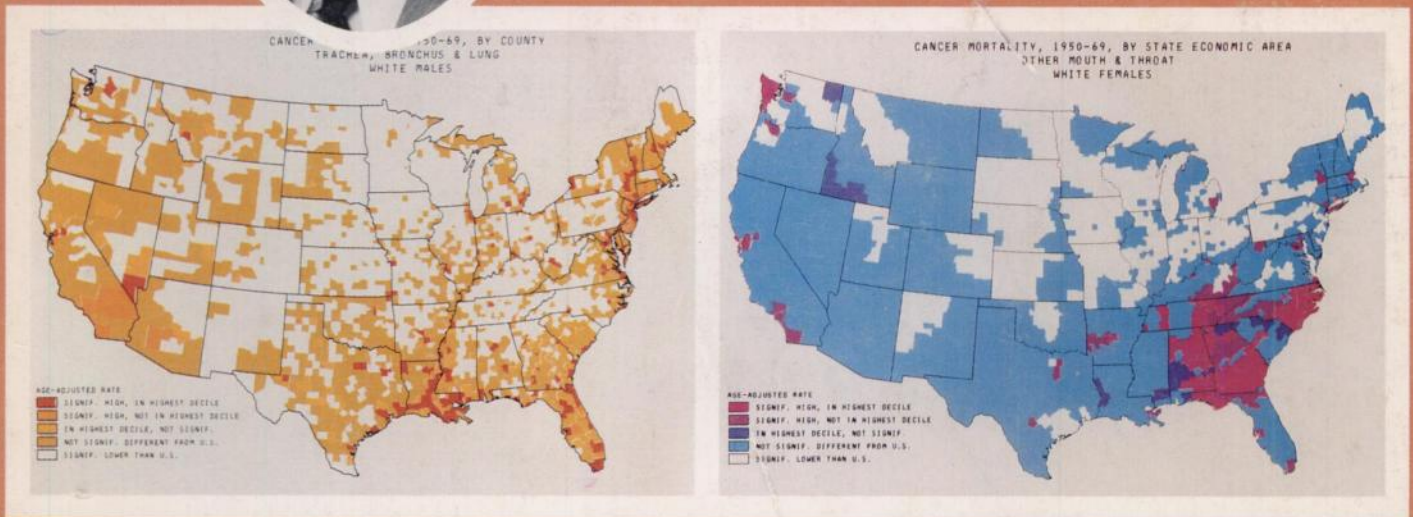 CANCER 50-69, BY COUNTY
TRACHEA, BRONCHUS & LUNG
WHITE MALES
AGE-ADJUSTED RATE
SIGNIF. HIGH, IN HIGHEST DECILE
SIGNIF. HIGH, NOT IN HIGHEST DECILE
IN HIGHEST DECILE, NOT SIGNIF.
NOT SIGNIF. DIFFERENT FROM U.S.
SIGNIF. LOWER THAN U.S.
CANCER MORTALITY, 1950-69, BY STATE ECONOMIC AREA
OTHER MOUTH & THROAT
WHITE FEMALES
AGE-ADJUSTED RATE
SIGNIF. HIGH, IN HIGHEST DECILE
SIGNIF. HIGH, NOT IN HIGHEST DECILE
IN HIGHEST DECILE, NOT SIGNIF.
NOT SIGNIF. DIFFERENT FROM U.S.
SIGNIF. LOWER THAN U.S.